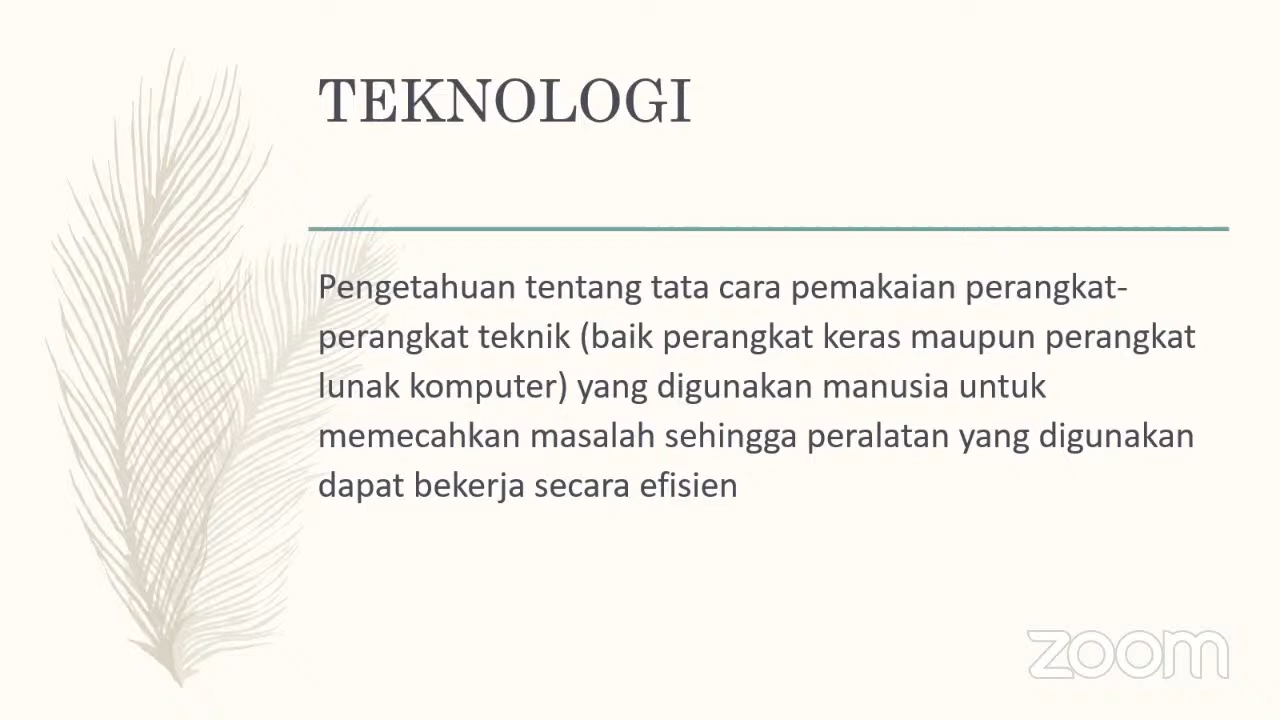 TEKNOLOGI
Pengetahuan tentang tata cara pemakaian perangkat-
perangkat teknik (baik perangkat keras maupun perangkat
lunak komputer) yang digunakan manusia untuk
memecahkan masalah sehingga peralatan yang digunakan
dapat bekerja secara efisien
zoom